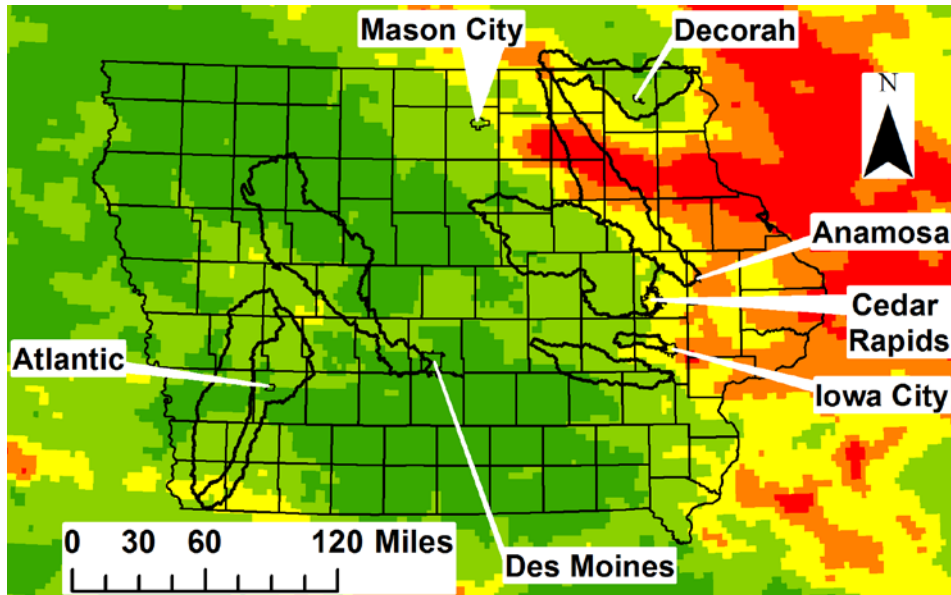 Mason City
Decorah
N
Anamosa
Cedar
Rapids
Atlantic
Iowa City
0 30 60 120 Miles
Des Moines